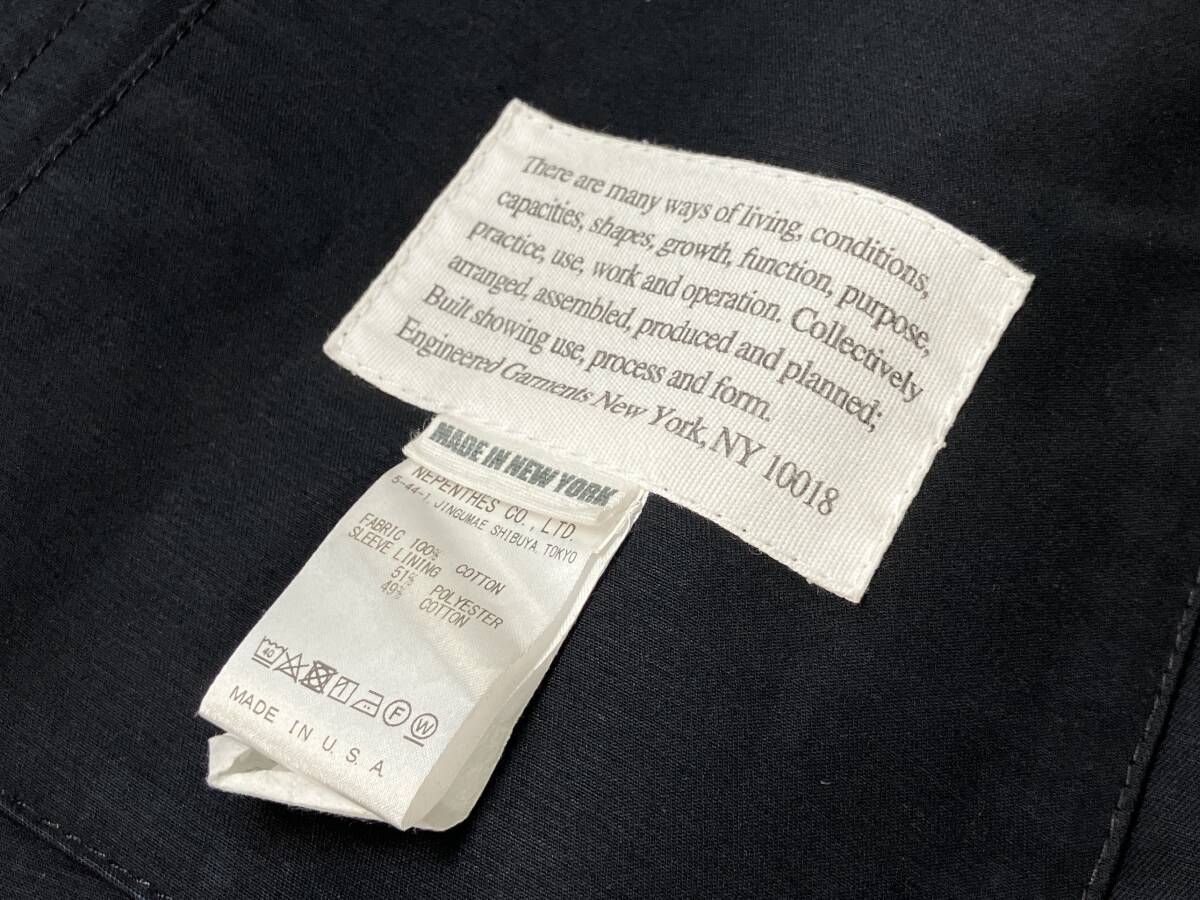 There are many ways of living, conditions,
capacities, shapes, growth, function, purpose,
practice, use, work and operation. Collectively
arranged, assembled, produced and planned;
Built showing use, process and form.
Engineered Garments New York, NY 10018
MADE IN NEW YORK
NEPENTHES CO., LTD.
5-44-1, JINGUMAE SHIBUYA TOKYO
FABRIC 100% COTTON
SLEEVE LINING
51% POLYESTER
49% COTTON
40 F W
MADE IN U.S.A